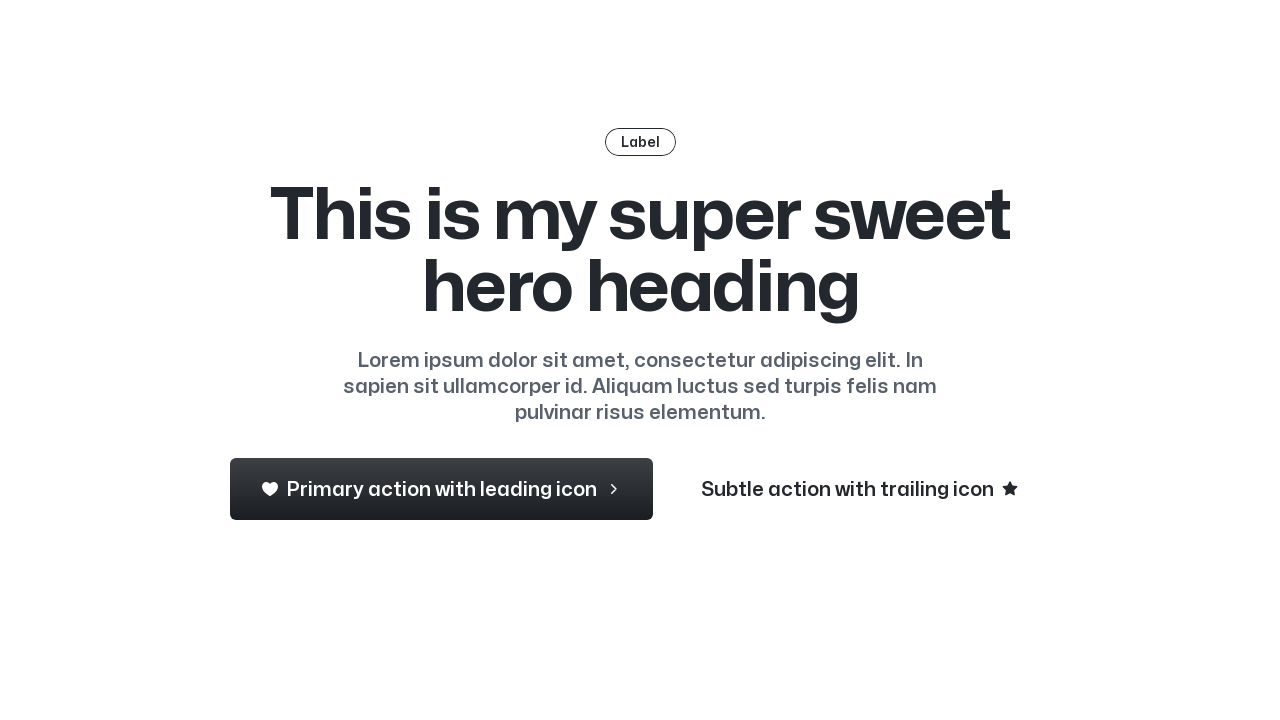 Label
This is my super sweet
hero heading
Lorem ipsum dolor sit amet, consectetur adipiscing elit. In
sapien sit ullamcorper id. Aliquam luctus sed turpis felis nam
pulvinar risus elementum.
Primary action with leading icon
Subtle action with trailing icon